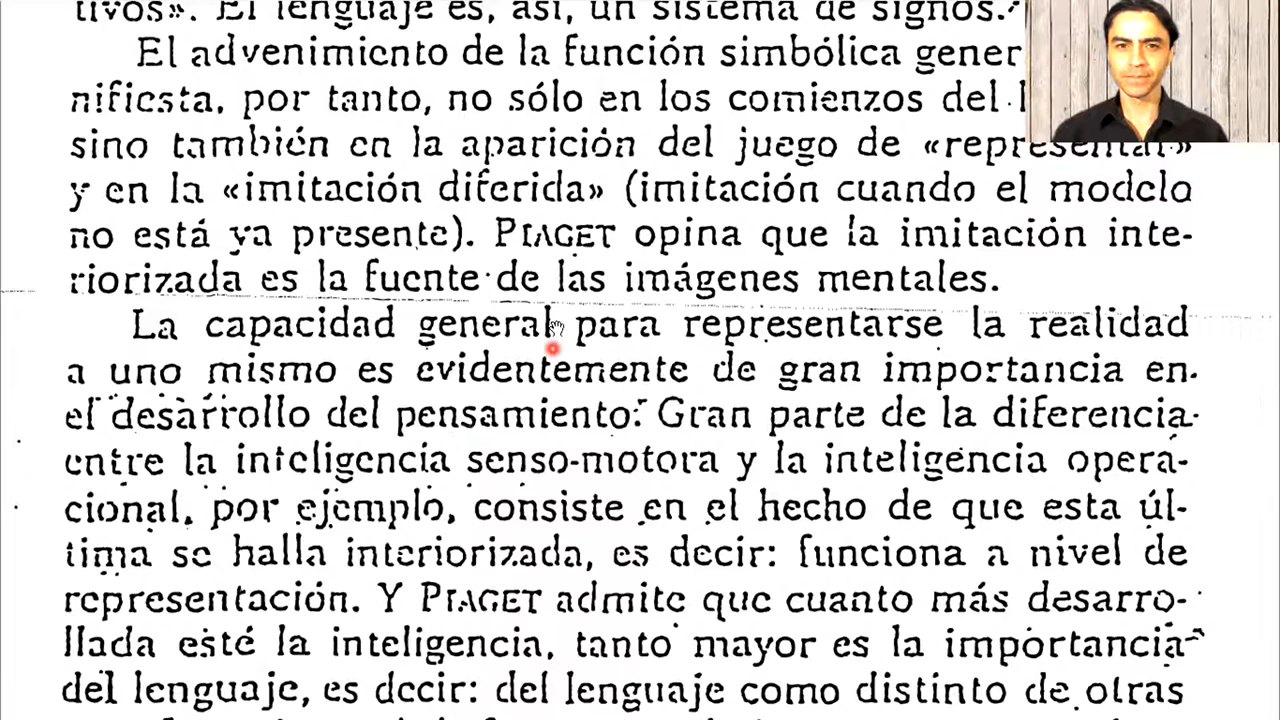 tivos». El lenguaje es, así, un sistema de signos.
El advenimiento de la función simbólica gener
nifiesta, por tanto, no sólo en los comienzos del l
sino también en la aparición del juego de «representar»
y en la «imitación diferida» (imitación cuando el modelo
no está ya presente). PIAGET opina que la imitación inte-
riorizada es la fuente de las imágenes mentales.
La capacidad general para representarse la realidad
a uno mismo es evidentemente de gran importancia en
el desarrollo del pensamiento. Gran parte de la diferencia
entre la inteligencia senso-motora y la inteligencia opera-
cional, por ejemplo, consiste en el hecho de que esta úl-
tima se halla interiorizada, es decir: funciona a nivel de
representación. Y PIAGET admite que cuanto más desarro-
llada esté la inteligencia, tanto mayor es la importancia
del lenguaje, es decir: del lenguaje como distinto de otras